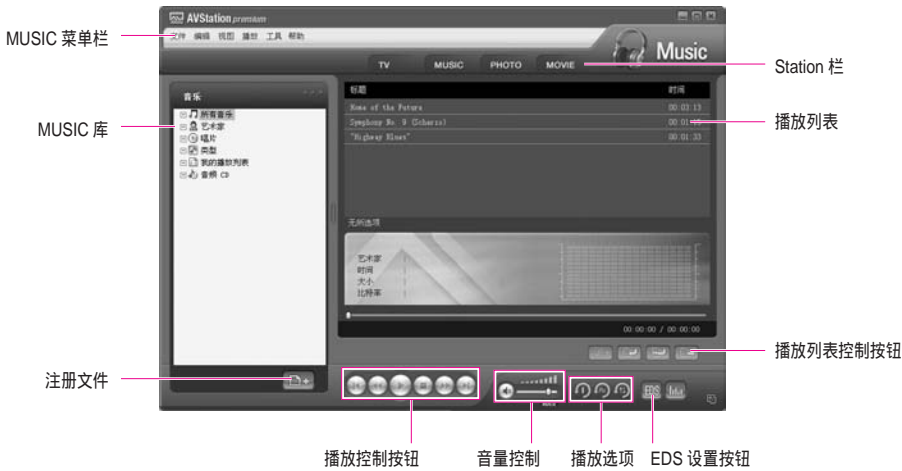 AVStation premium
文件 编辑 视图 播放 工具 帮助
MUSIC 菜单栏
Music
TV MUSIC PHOTO MOVIE
Station 栏
音乐
标题 时间
所有音乐
Home of the Future 00:03:13
艺术家
Symphony No. 9 (Scherzo)
播放列表
MUSIC 库
唱片
"Highway Blues" 00:01:33
类型
我的播放列表
音频 CD
无所选项
艺术家
时间
大小
比特率
00:00:00 / 00:00:00
播放列表控制按钮
注册文件
EDS
播放控制按钮
音量控制
播放选项
EDS 设置按钮